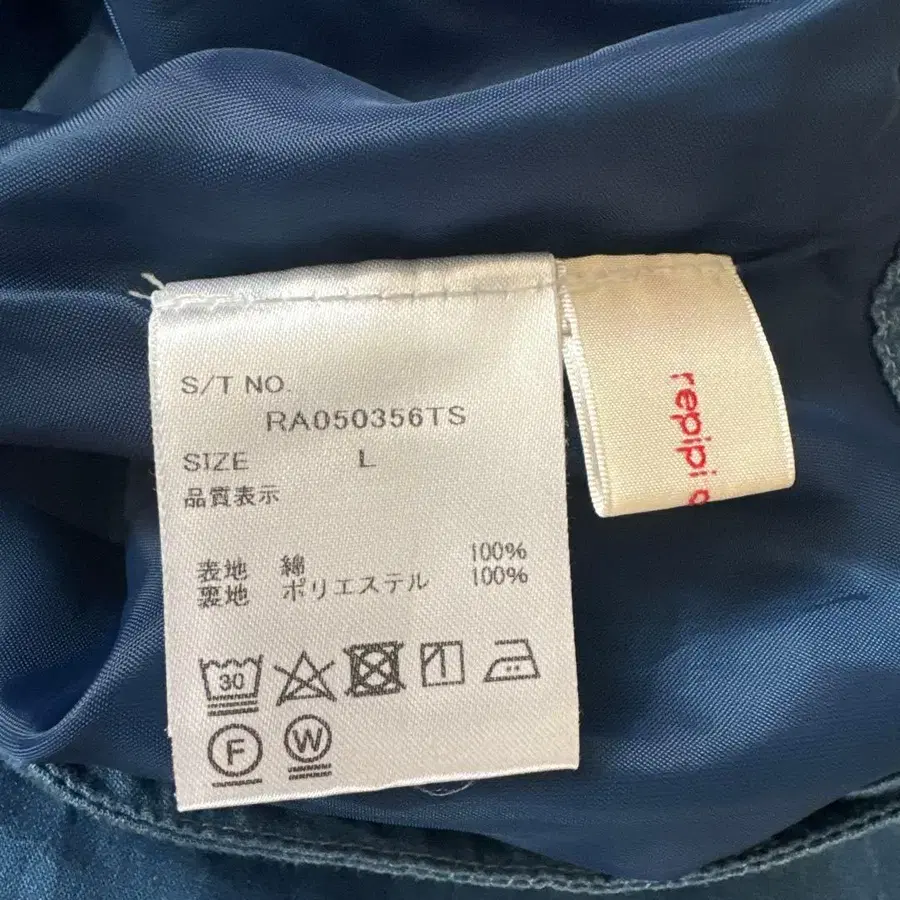 S/T NO.
RA050356TS
SIZE L
品質表示
表地 綿 100%
裏地 ポリエステル 100%
30
F W
repipi